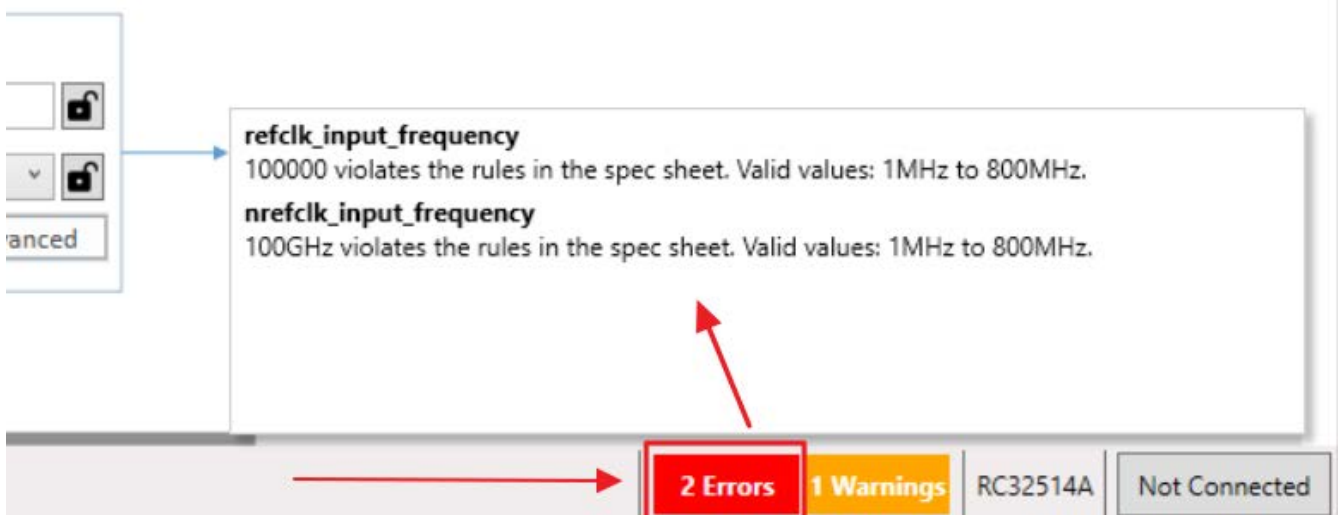 refclk_input_frequency
100000 violates the rules in the spec sheet. Valid values: 1MHz to 800MHz.
nrefclk_input_frequency
100GHz violates the rules in the spec sheet. Valid values: 1MHz to 800MHz.
vanced
2 Errors
1 Warnings
RC32514A
Not Connected